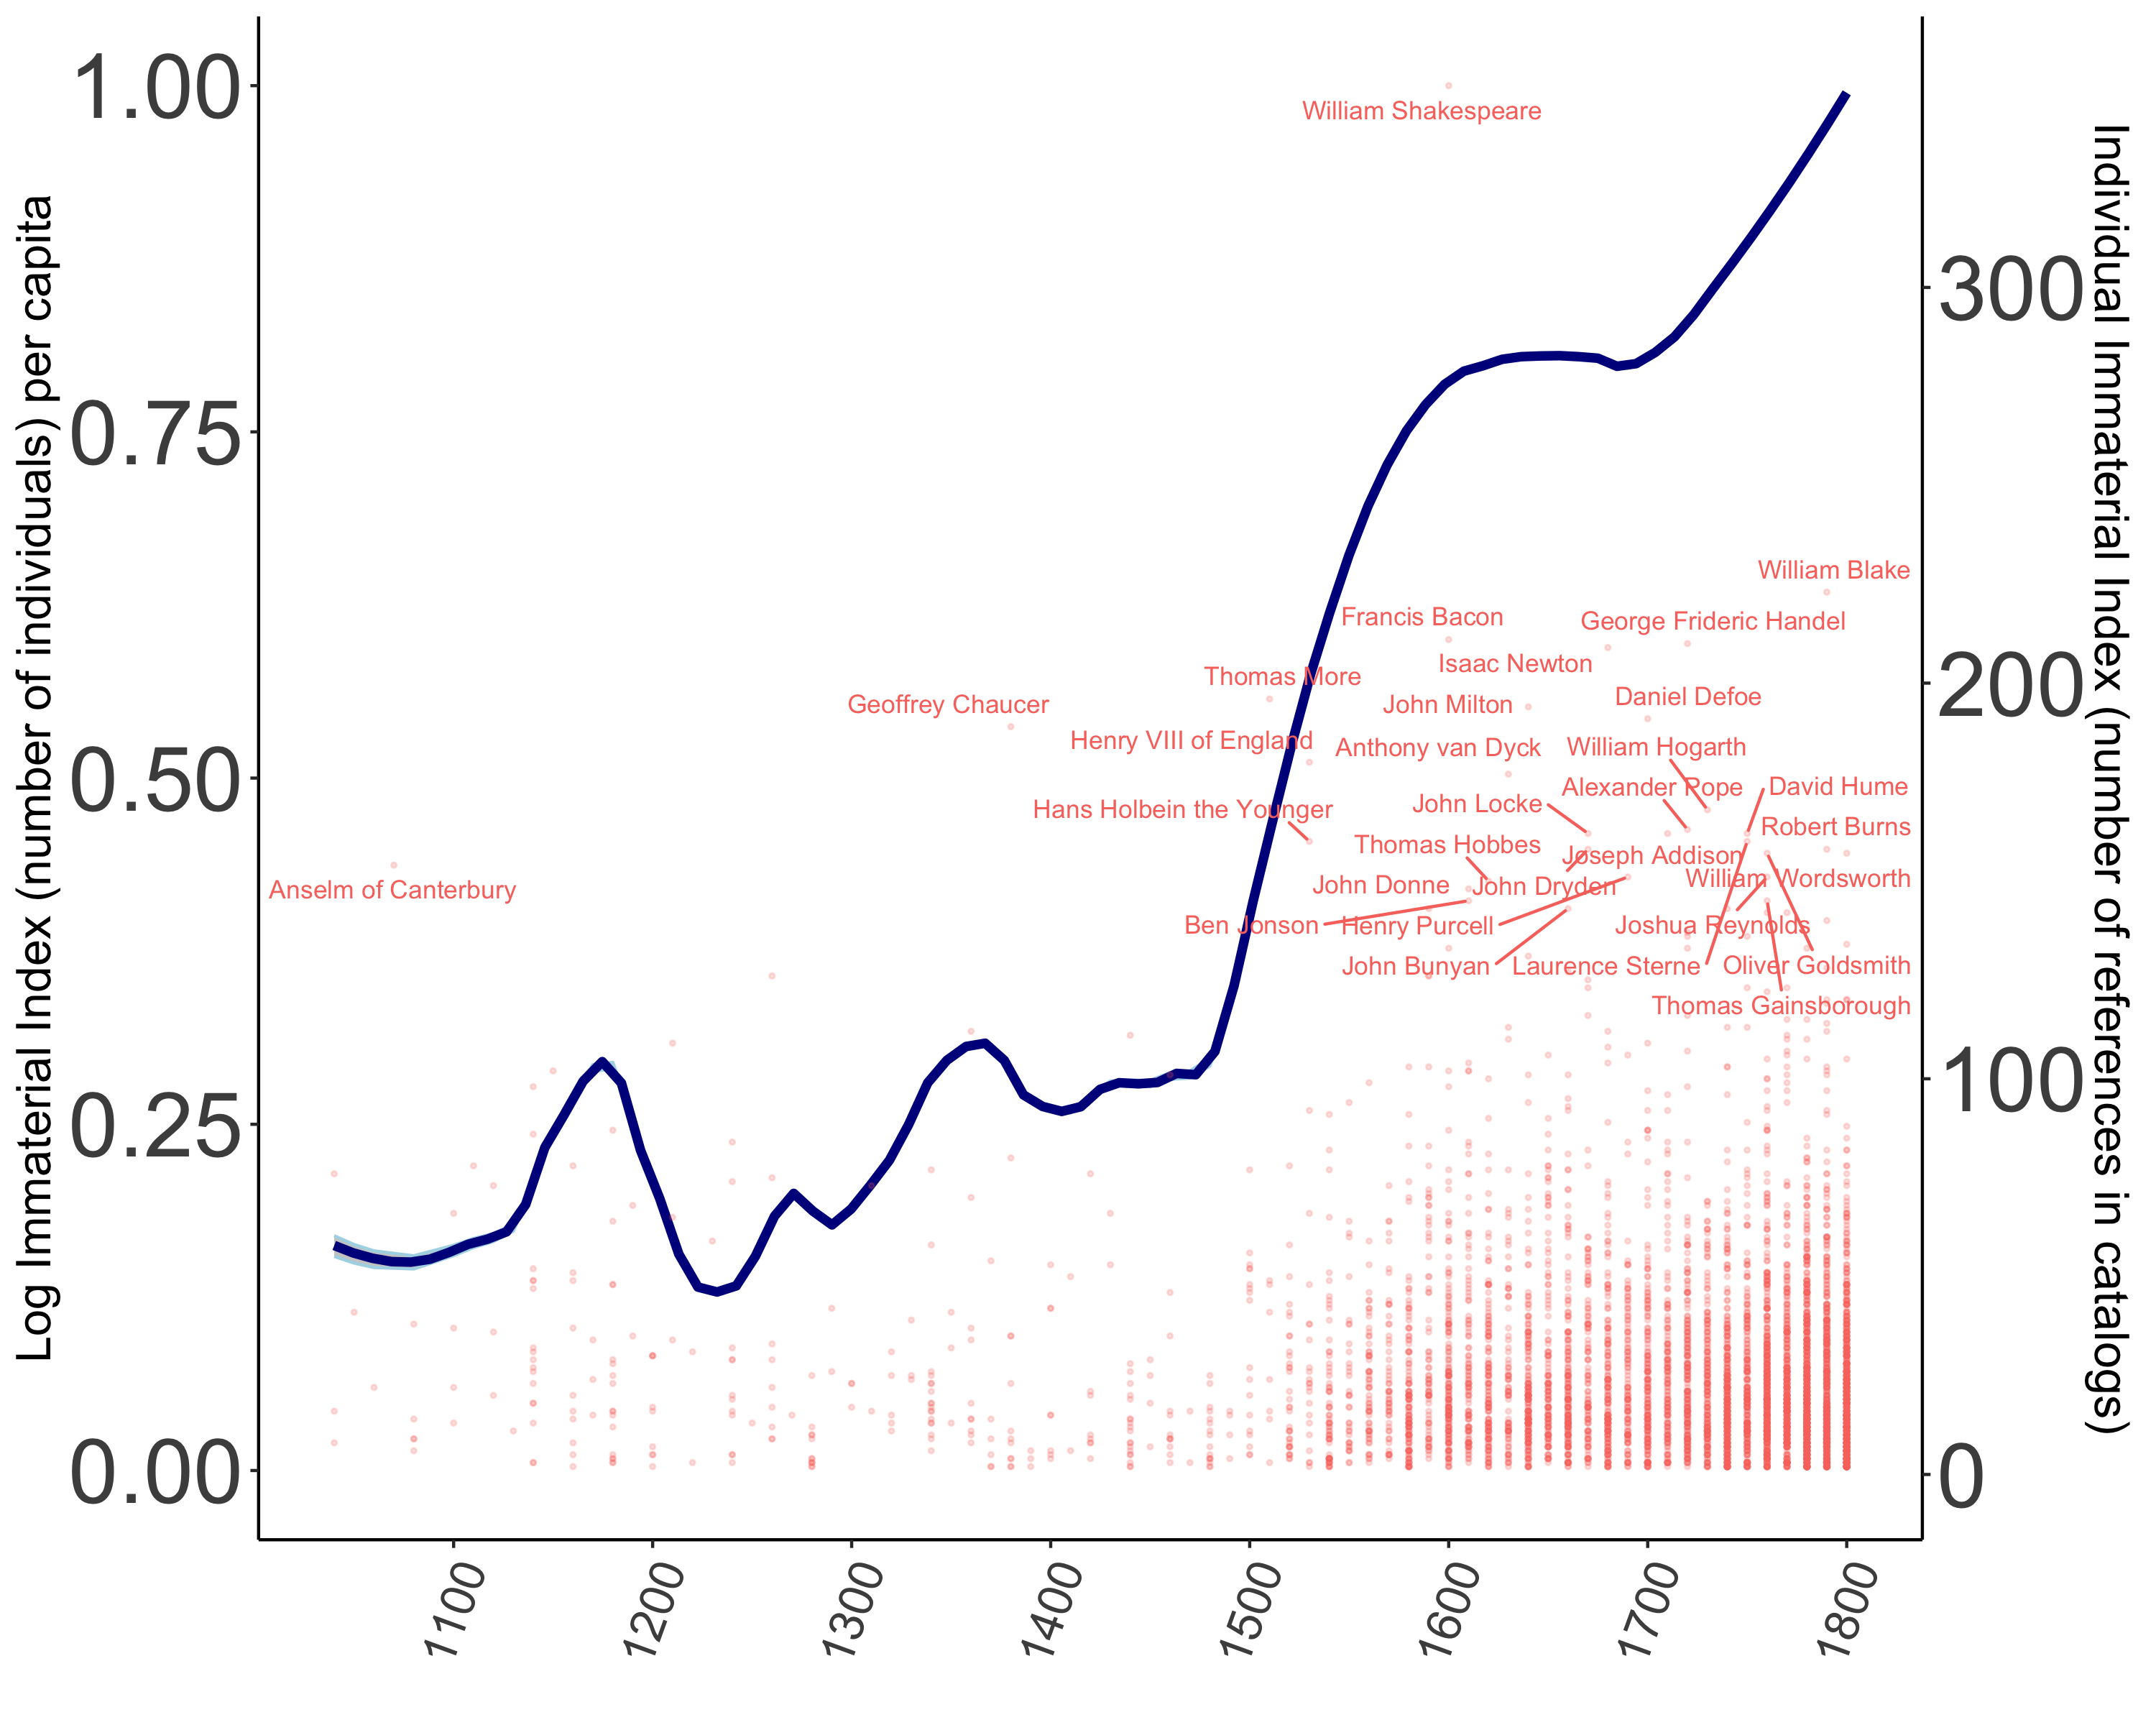 Log Immaterial Index (number of individuals) per capita
1.00
0.75
0.50
0.25
0.00
William Shakespeare
William Blake
Francis Bacon
George Frideric Handel
Isaac Newton
Thomas More
Daniel Defoe
Geoffrey Chaucer
John Milton
Henry VIII of England
Anthony van Dyck
William Hogarth
Alexander Pope
David Hume
Hans Holbein the Younger
John Locke
Robert Burns
Thomas Hobbes
Joseph Addison
Anselm of Canterbury
John Donne
John Dryden
William Wordsworth
Ben Jonson
Henry Purcell
Joshua Reynolds
John Bunyan
Laurence Sterne
Oliver Goldsmith
Thomas Gainsborough
300
200
100
0
Individual Immaterial Index (number of references in catalogs)
1100
1200
1300
1400
1500
1600
1700
1800